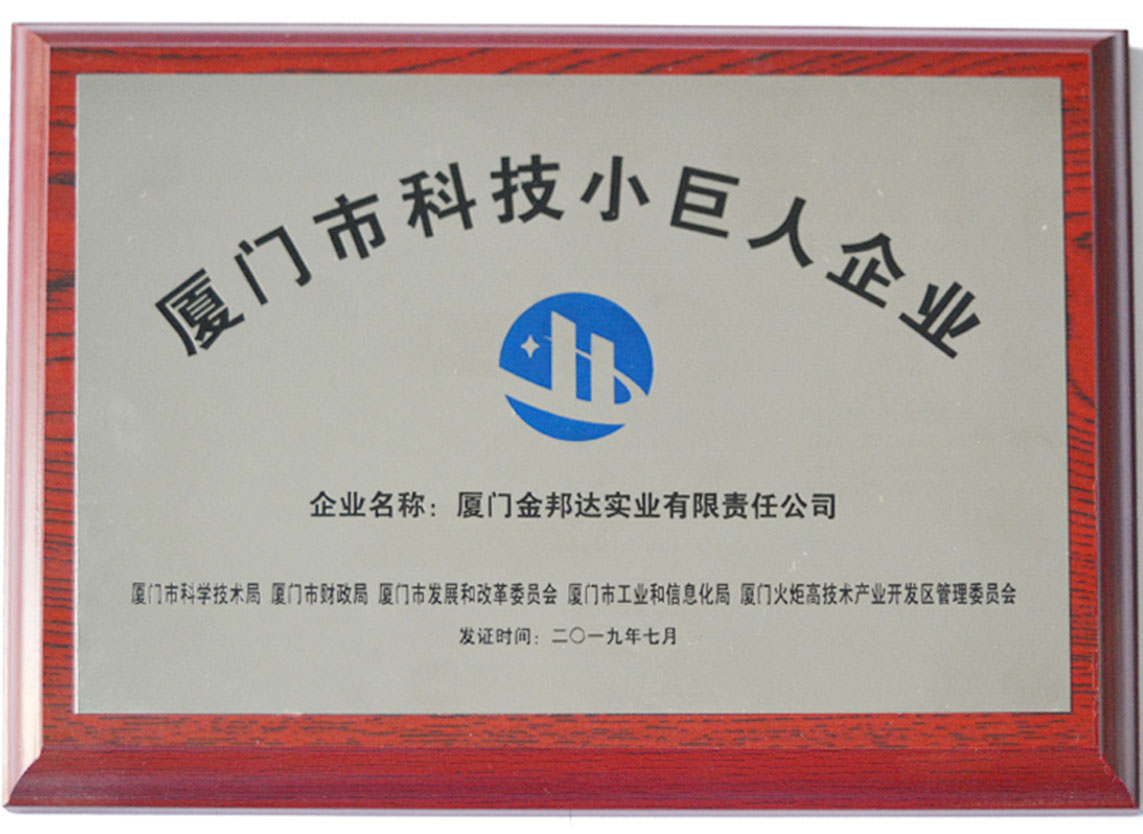 厦门市科技小巨人企业
企业名称：厦门金邦达实业有限责任公司
厦门市科学技术局 厦门市财政局 厦门市发展和改革委员会 厦门市工业和信息化局 厦门火炬高技术产业开发区管理委员会
发证时间：二〇一九年七月